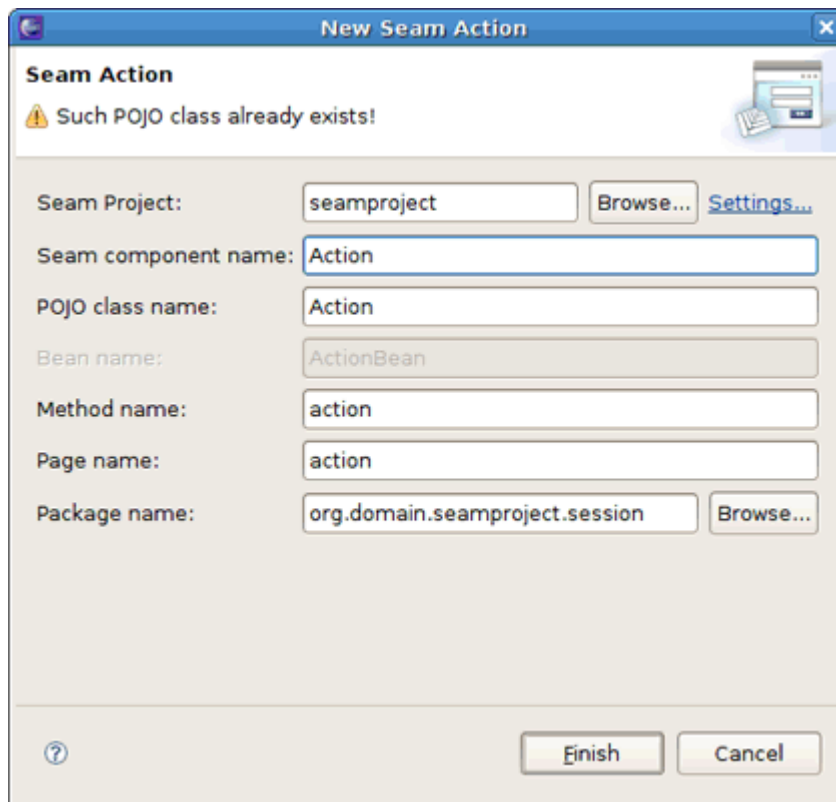 New Seam Action
Seam Action
Such POJO class already exists!
Seam Project: seamproject Browse... Settings...
Seam component name: Action
POJO class name: Action
Bean name: ActionBean
Method name: action
Page name: action
Package name: org.domain.seamproject.session Browse...
? Finish Cancel